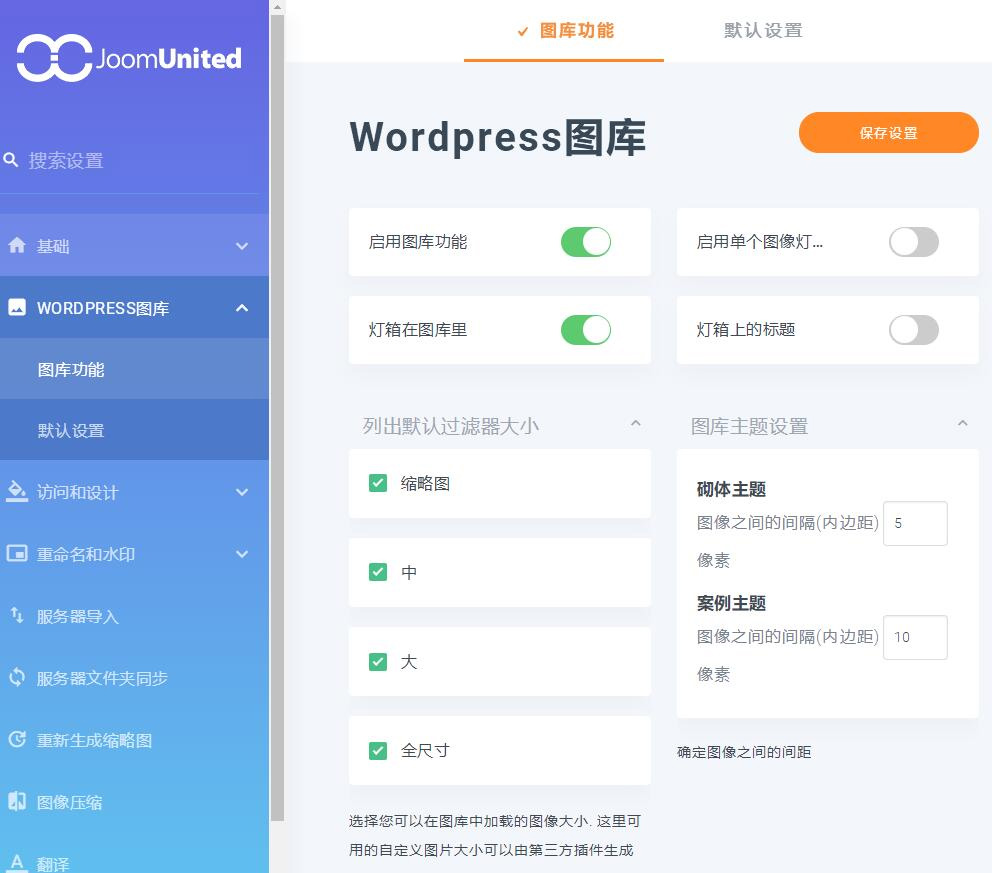 JoomUnited
搜索设置
基础
WORDPRESS图库
图库功能
默认设置
访问和设计
重命名和水印
服务器导入
服务器文件夹同步
重新生成缩略图
图像压缩
翻译
图库功能
默认设置
Wordpress图库
保存设置
启用图库功能
启用单个图像灯...
灯箱在图库里
灯箱上的标题
列出默认过滤器大小
缩略图
中
大
全尺寸
选择您可以在图库中加载的图像大小. 这里可
用的自定义图片大小可以由第三方插件生成
图库主题设置
砌体主题
图像之间的间隔(内边距) 5
像素
案例主题
图像之间的间隔(内边距) 10
像素
确定图像之间的间距